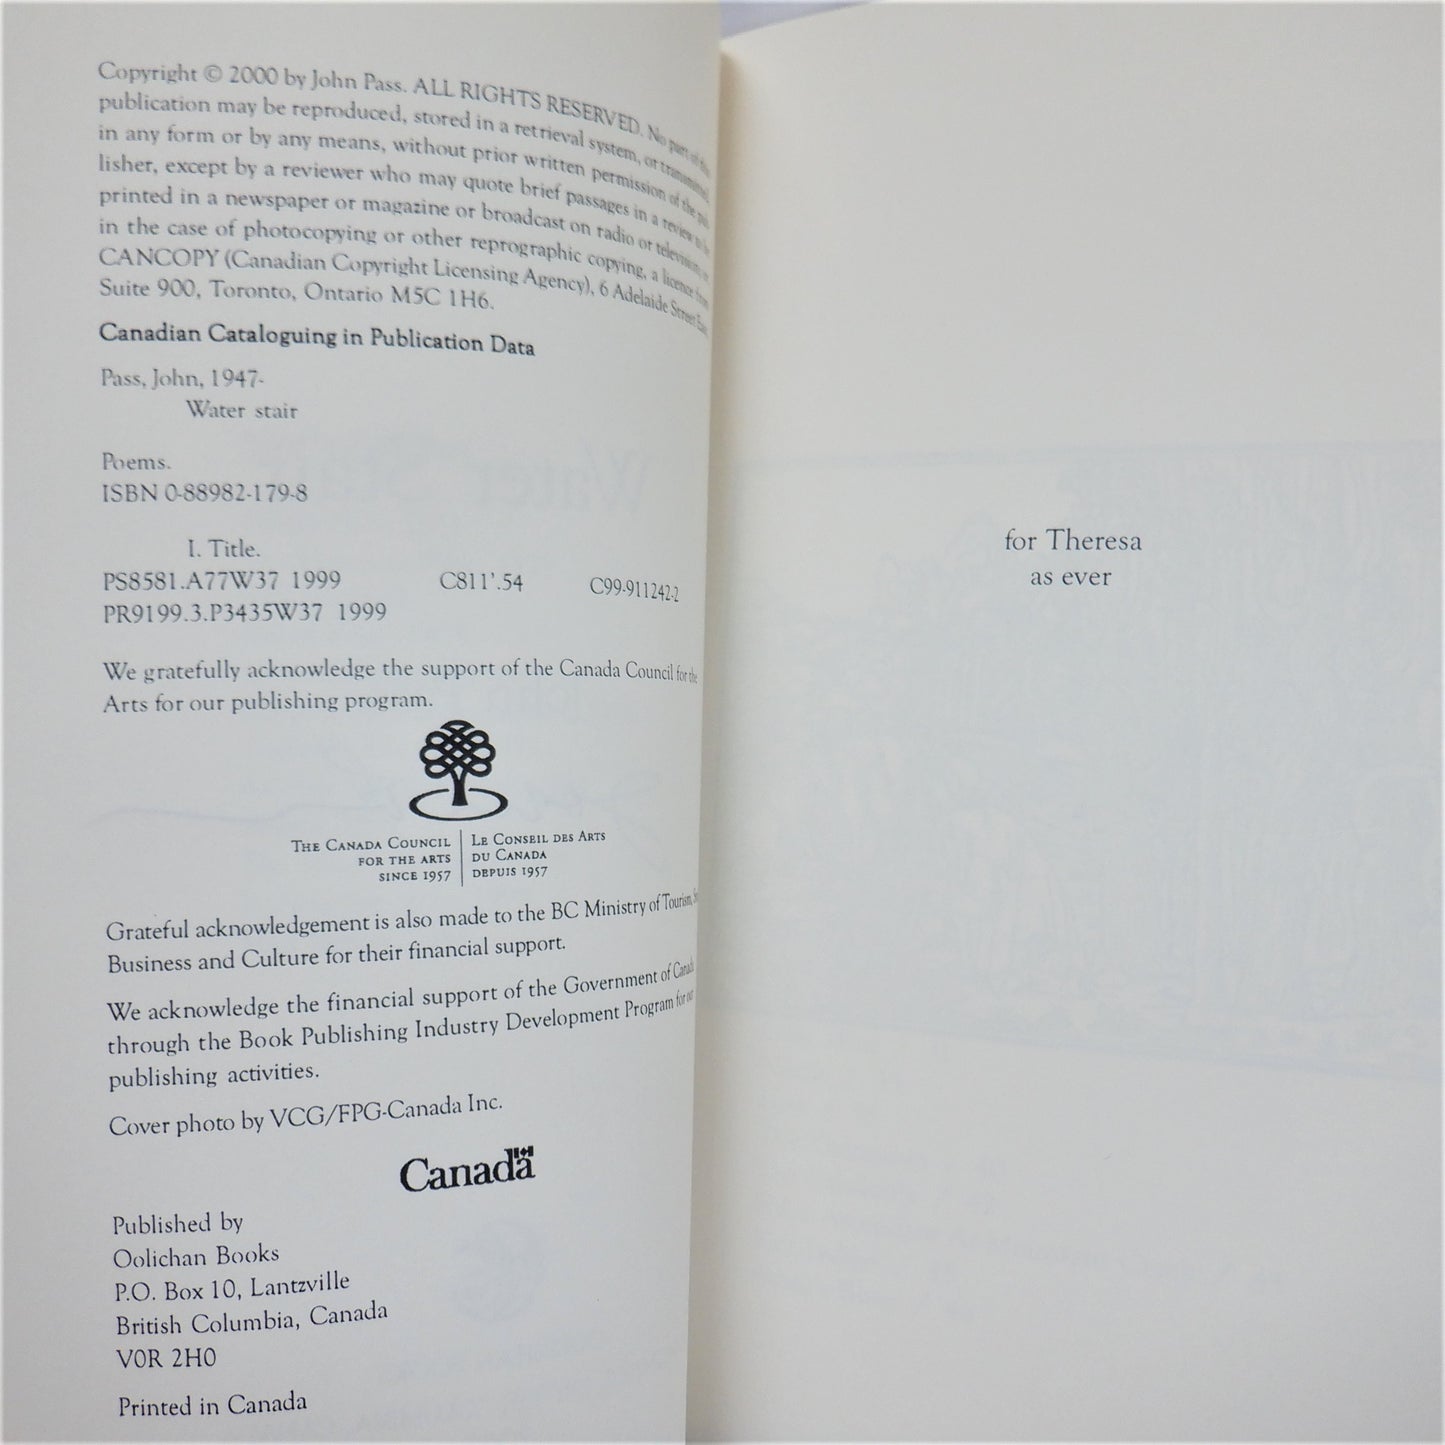 Copyright © 2000 by John Pass. ALL RIGHTS RESERVED. No part of this
publication may be reproduced, stored in a retrieval system, or transmitted,
in any form or by any means, without prior written permission of the pub-
lisher, except by a reviewer who may quote brief passages in a review to be
printed in a newspaper or magazine or broadcast on radio or television; or
in the case of photocopying or other reprographic copying, a licence from
CANCOPY (Canadian Copyright Licensing Agency), 6 Adelaide Street East,
Suite 900, Toronto, Ontario M5C 1H6.
Canadian Cataloguing in Publication Data
Pass, John, 1947-
Water stair
Poems.
ISBN 0-88982-179-8
I. Title.
PS8581.A77W37 1999 C811'.54 C99-911242-2
PR9199.3.P3435W37 1999
We gratefully acknowledge the support of the Canada Council for the
Arts for our publishing program.
THE CANADA COUNCIL
FOR THE ARTS
SINCE 1957
LE CONSEIL DES ARTS
DU CANADA
DEPUIS 1957
Grateful acknowledgement is also made to the BC Ministry of Tourism,
Business and Culture for their financial support.
We acknowledge the financial support of the Government of Canada
through the Book Publishing Industry Development Program for our
publishing activities.
Cover photo by VCG/FPG-Canada Inc.
Canada
Published by
Oolichan Books
P.O. Box 10, Lantzville
British Columbia, Canada
V0R 2H0
Printed in Canada
for Theresa
as ever